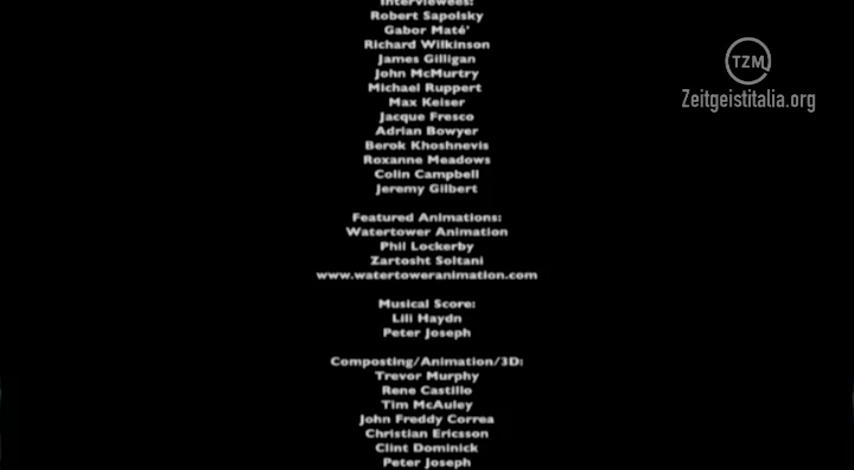 Interviewees:
Robert Sapolsky
Gabor Maté'
Richard Wilkinson
James Gilligan
John McMurtry
Michael Ruppert
Max Keiser
Jacque Fresco
Adrian Bowyer
Berok Khoshnevis
Roxanne Meadows
Colin Campbell
Jeremy Gilbert
TZM
Zeitgeistitalia.org
Featured Animations:
Watertower Animation
Phil Lockerby
Zartosht Soltani
www.watertoweranimation.com
Musical Score:
Lili Haydn
Peter Joseph
Composting/Animation/3D:
Trevor Murphy
Rene Castillo
Tim McAuley
John Freddy Correa
Christian Ericsson
Clint Dominick
Peter Joseph